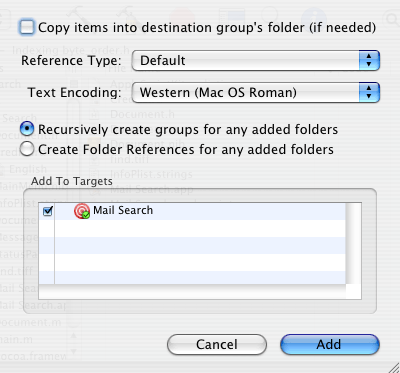 Copy items into destination group's folder (if needed)
Reference Type: Default
Text Encoding: Western (Mac OS Roman)
Recursively create groups for any added folders
Create Folder References for any added folders
Add To Targets
Mail Search
Cancel Add